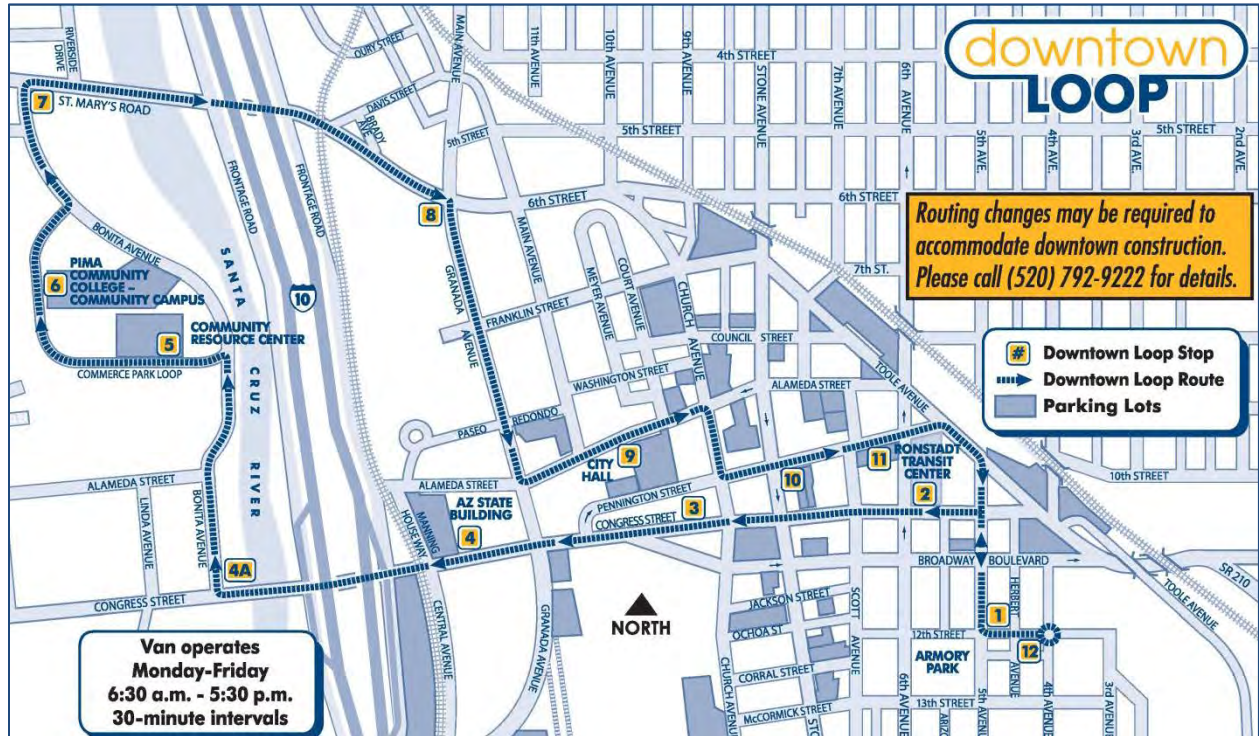 downtown
LOOP
Routing changes may be required to
accommodate downtown construction.
Please call (520) 792-9222 for details.
# Downtown Loop Stop
Downtown Loop Route
Parking Lots
Van operates
Monday-Friday
6:30 a.m. - 5:30 p.m.
30-minute intervals
NORTH
RIVERSIDE
DRIVE
7
ST. MARY'S ROAD
OURY STREET
MAIN AVENUE
11th AVENUE
10th AVENUE
9th AVENUE
4th STREET
STONE AVENUE
7th AVENUE
6th AVENUE
DAVIS STREET
BRADY
AVE.
5th STREET
5th STREET
5th STREET
5th AVE.
4th AVE.
3rd AVE.
2nd AVE.
FRONTAGE ROAD
FRONTAGE ROAD
8
6th STREET
6th STREET
MAIN AVENUE
BONITA AVENUE
SANTA
CRUZ
RIVER
10
PIMA
COMMUNITY
COLLEGE –
COMMUNITY CAMPUS
6
5
COMMUNITY
RESOURCE CENTER
COMMERCE PARK LOOP
GRANADA
AVENUE
FRANKLIN STREET
MEYER AVENUE
COURT AVENUE
CHURCH
AVENUE
7th ST.
COUNCIL STREET
WASHINGTON STREET
ALAMEDA STREET
TOOLE AVENUE
PASEO
REDONDO
CITY
HALL
9
10
11
RONSTADT
TRANSIT
CENTER
2
10th STREET
ALAMEDA STREET
ALAMEDA STREET
LINDA AVENUE
BONITA AVENUE
4A
CONGRESS STREET
MANNING
HOUSE WAY
AZ STATE
BUILDING
4
PENNINGTON STREET
CONGRESS STREET
3
BROADWAY BOULEVARD
SR 210
TOOLE AVENUE
CENTRAL AVENUE
GRANADA AVENUE
JACKSON STREET
OCHOA ST
CORRAL STREET
McCORMICK STREET
CHURCH AVENUE
SCOTT
AVENUE
12th STREET
ARMORY
PARK
1
HERBERT
AVENUE
12
6th AVENUE
5th AVENUE
4th AVENUE
3rd AVENUE
13th STREET